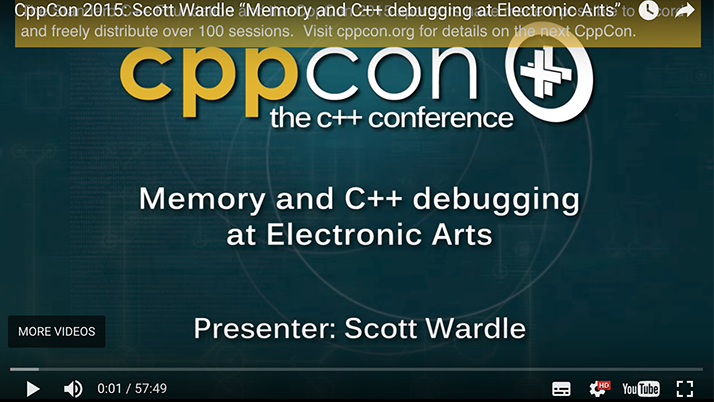 CppCon 2015: Scott Wardle “Memory and C++ debugging at Electronic Arts”
and freely distribute over 100 sessions. Visit cppcon.org for details on the next CppCon.
cppcon
the c++ conference
Memory and C++ debugging
at Electronic Arts
MORE VIDEOS
Presenter: Scott Wardle
0:01 / 57:49
HD
YouTube